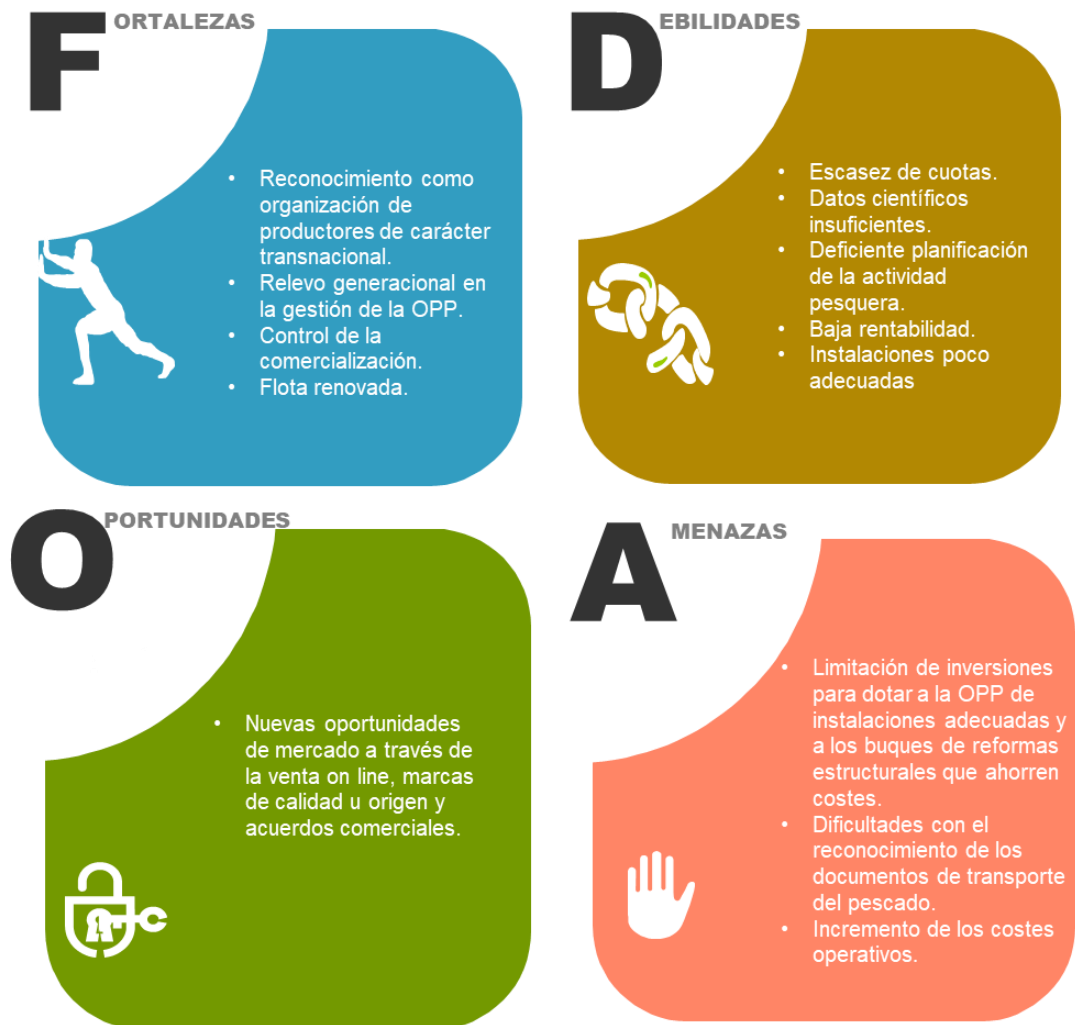 FORTALEZAS
• Reconocimiento como
organización de
productores de carácter
transnacional.
• Relevo generacional en
la gestión de la OPP.
• Control de la
comercialización.
• Flota renovada.
DEBILIDADES
• Escasez de cuotas.
• Datos científicos
insuficientes.
• Deficiente planificación
de la actividad
pesquera.
• Baja rentabilidad.
• Instalaciones poco
adecuadas
OPORTUNIDADES
• Nuevas oportunidades
de mercado a través de
la venta on line, marcas
de calidad u origen y
acuerdos comerciales.
AMENAZAS
• Limitación de inversiones
para dotar a la OPP de
instalaciones adecuadas y
a los buques de reformas
estructurales que ahorren
costes.
• Dificultades con el
reconocimiento de los
documentos de transporte
del pescado.
• Incremento de los costes
operativos.